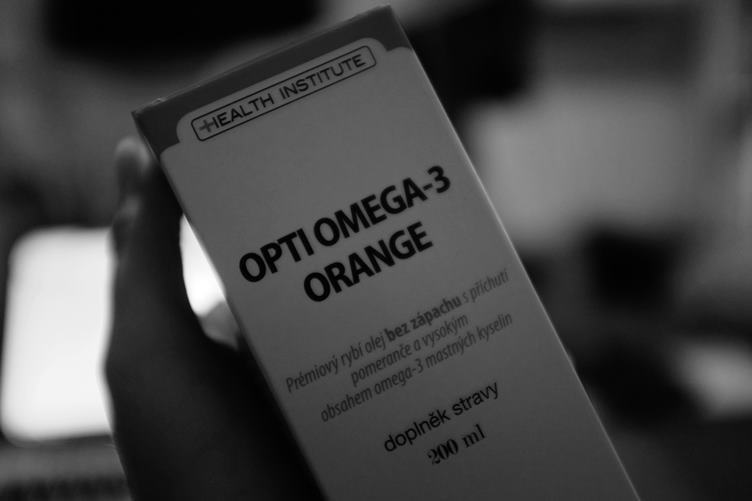 HEALTH INSTITUTE
OPTI OMEGA-3
ORANGE
Prémiový rybí olej bez zápachu s příchutí
pomeranče a vysokým
obsahem omega-3 mastných kyselin
doplněk stravy
200 ml